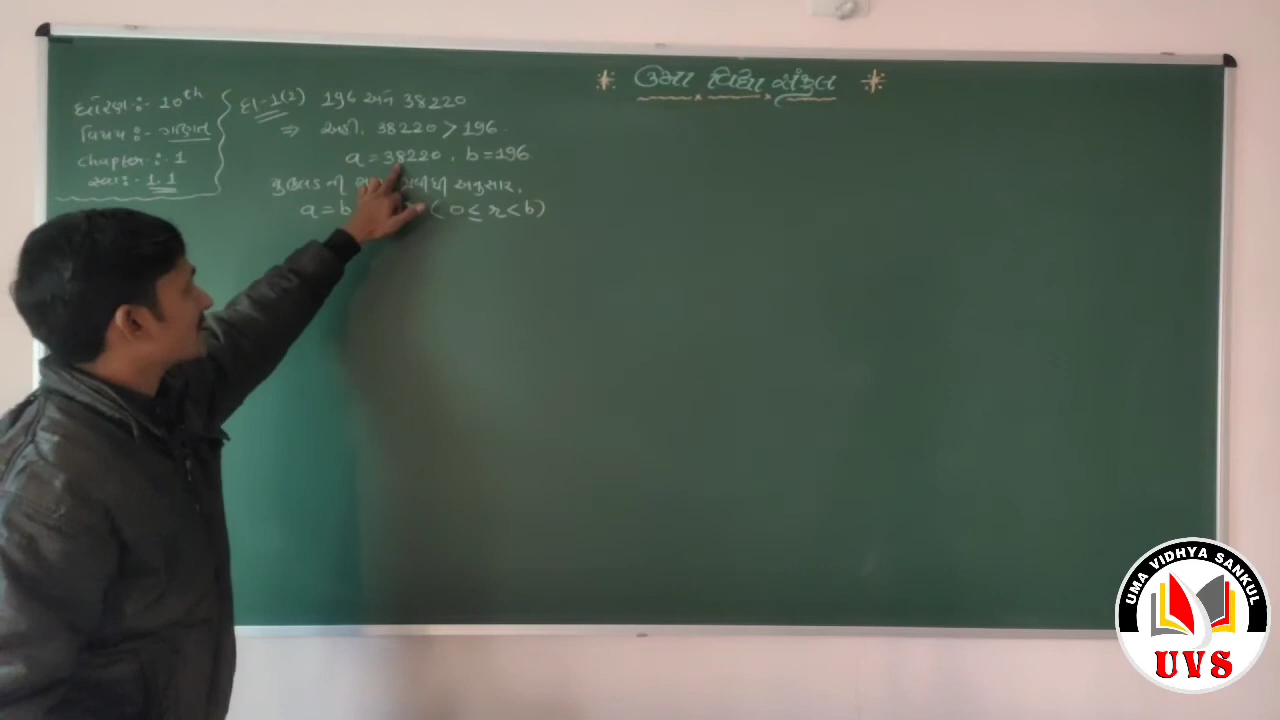 * ઉમા વિદ્યા સંકુલ *
ધોરણ :- 10th
વિષય :- ગણિત
chapter :- 1
સ્વા :- 1.1
દા-1(2) 196 અને 38220
⇒ અહી, 38220 > 196.
a = 38220, b = 196
યુક્લિડ ની અનુસાર,
a = b ( 0 ≤ r < b)
UMA VIDHYA SANKUL
UVS